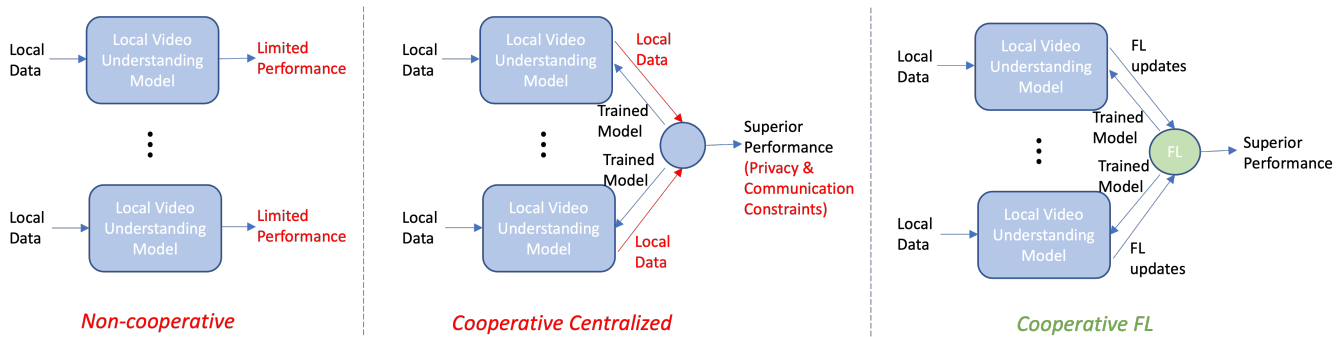 Local
Data
Local Video
Understanding
Model
Limited
Performance
Local
Data
Local Video
Understanding
Model
Limited
Performance
Non-cooperative
Local
Data
Local Video
Understanding
Model
Local
Data
Trained
Model
Superior
Performance
(Privacy &
Communication
Constraints)
Trained
Model
Local
Data
Local Video
Understanding
Model
Local
Data
Cooperative Centralized
Local
Data
Local Video
Understanding
Model
FL
updates
Trained
Model
FL
Superior
Performance
Trained
Model
Local
Data
Local Video
Understanding
Model
FL
updates
Cooperative FL